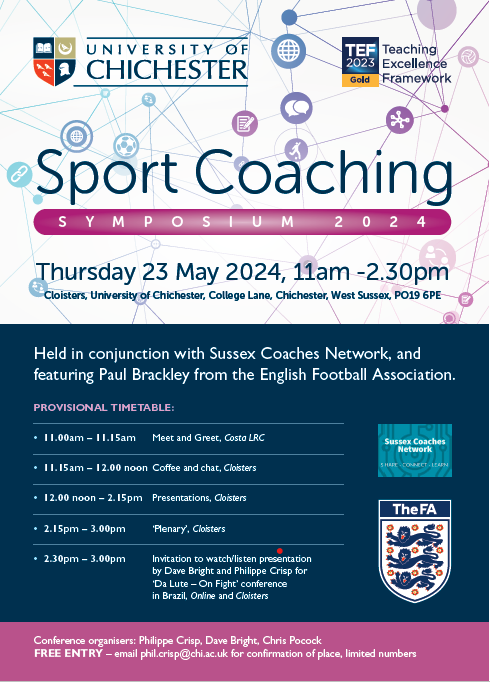 UNIVERSITY OF
CHICHESTER
TEF
2023
Gold
Teaching
Excellence
Framework
Sport Coaching
SYMPOSIUM 2024
Thursday 23 May 2024, 11am -2.30pm
Cloisters, University of Chichester, College Lane, Chichester, West Sussex, PO19 6PE
Held in conjunction with Sussex Coaches Network, and
featuring Paul Brackley from the English Football Association.
PROVISIONAL TIMETABLE:
• 11.00am – 11.15am Meet and Greet, Costa LRC
• 11.15am – 12.00 noon Coffee and chat, Cloisters
• 12.00 noon – 2.15pm Presentations, Cloisters
• 2.15pm – 3.00pm 'Plenary', Cloisters
• 2.30pm – 3.00pm Invitation to watch/listen presentation
by Dave Bright and Philippe Crisp for
'Da Lute – On Fight' conference
in Brazil, Online and Cloisters
Sussex Coaches
Network
SHARE · CONNECT · LEARN
The FA
Conference organisers: Philippe Crisp, Dave Bright, Chris Pocock
FREE ENTRY – email phil.crisp@chi.ac.uk for confirmation of place, limited numbers